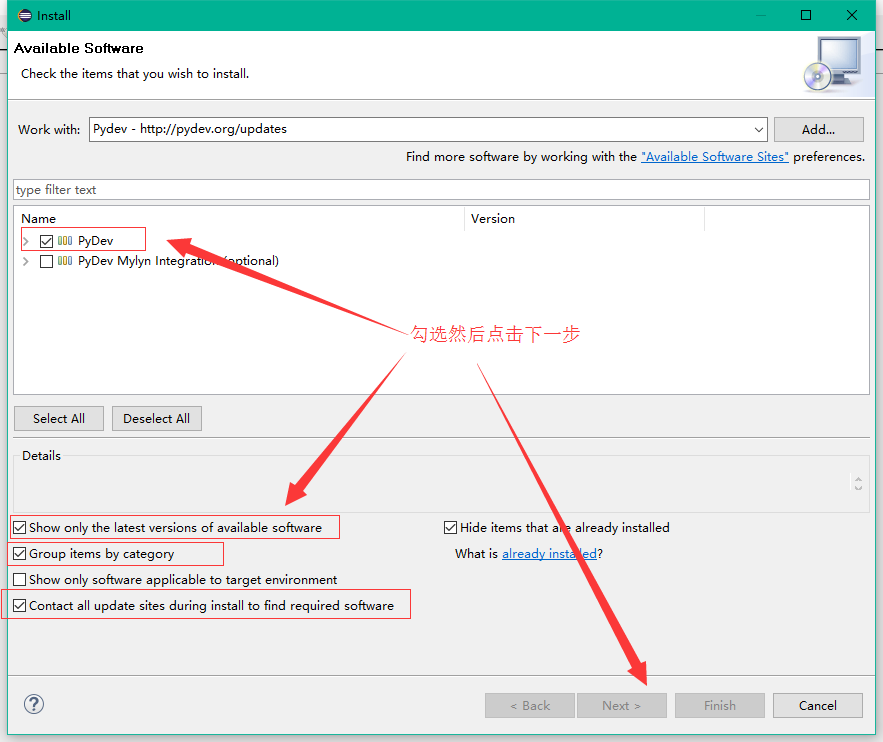 Install
Available Software
Check the items that you wish to install.
Work with: Pydev - http://pydev.org/updates Add...
Find more software by working with the "Available Software Sites" preferences.
type filter text
Name Version
PyDev
PyDev Mylyn Integration (optional)
勾选然后点击下一步
Select All Deselect All
Details
Show only the latest versions of available software Hide items that are already installed
Group items by category What is already installed?
Show only software applicable to target environment
Contact all update sites during install to find required software
? < Back Next > Finish Cancel